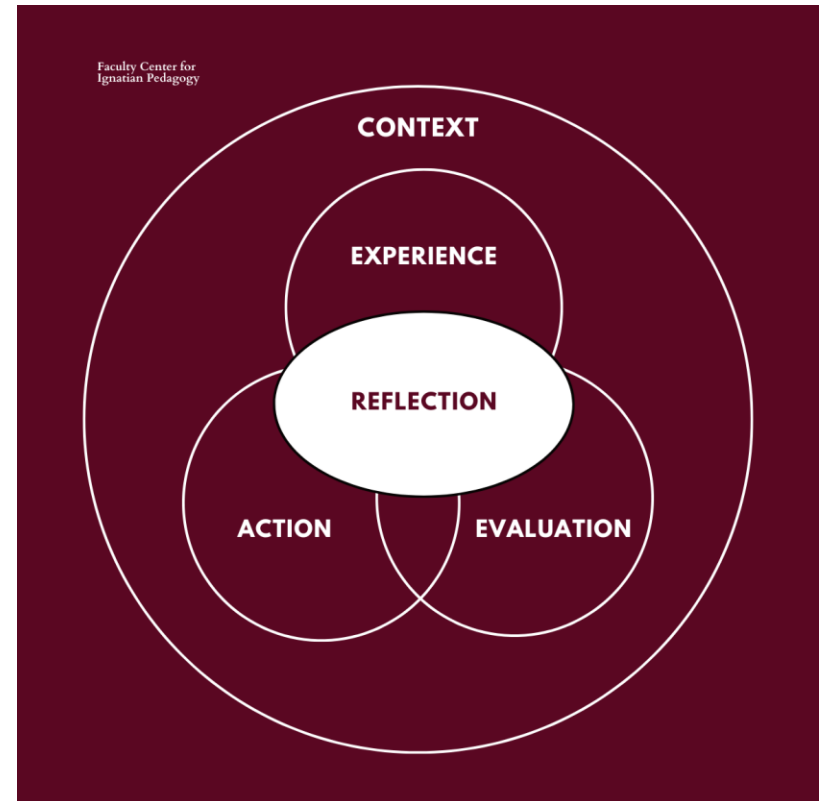 Faculty Center for
Ignatian Pedagogy
CONTEXT
EXPERIENCE
REFLECTION
ACTION
EVALUATION